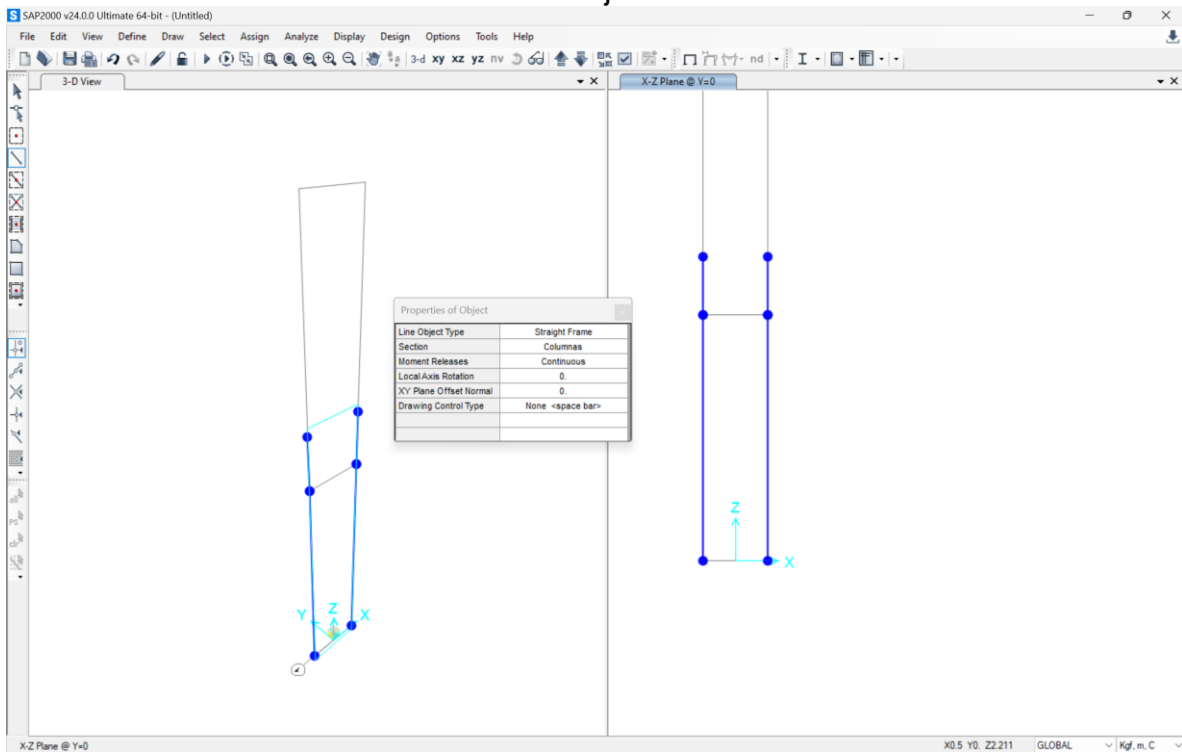 SAP2000 v24.0.0 Ultimate 64-bit - (Untitled)
File Edit View Define Draw Select Assign Analyze Display Design Options Tools Help
3-d xy xz yz nv nd
3-D View
X-Z Plane @ Y=0
Properties of Object
Line Object Type Straight Frame
Section Columnas
Moment Releases Continuous
Local Axis Rotation 0.
XY Plane Offset Normal 0.
Drawing Control Type None <space bar>
Z
X
Y Z X
all
PS
clr
X-Z Plane @ Y=0 X0.5 Y0. Z2.211 GLOBAL Kgf, m, C